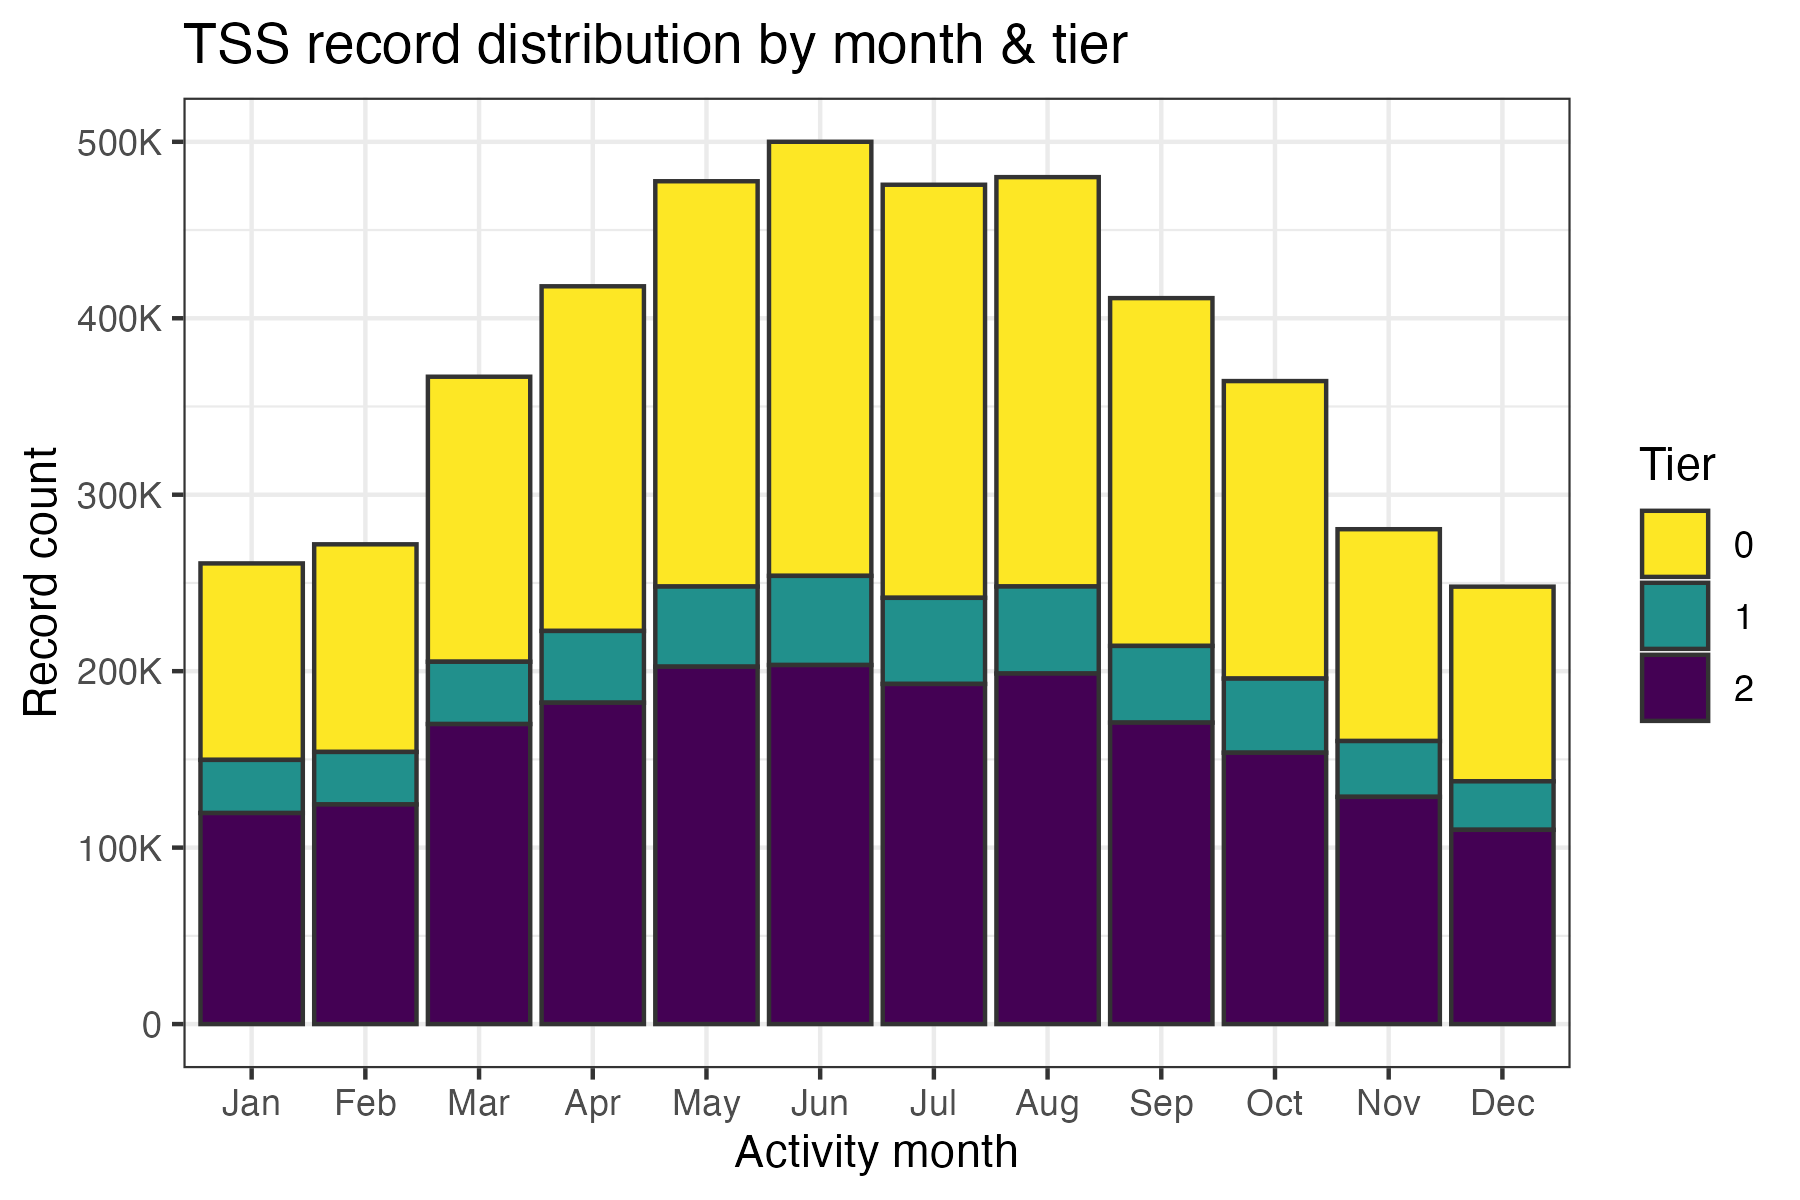 TSS record distribution by month & tier
500K
400K
300K
200K
100K
0
Record count
Jan Feb Mar Apr May Jun Jul Aug Sep Oct Nov Dec
Activity month
Tier
0
1
2